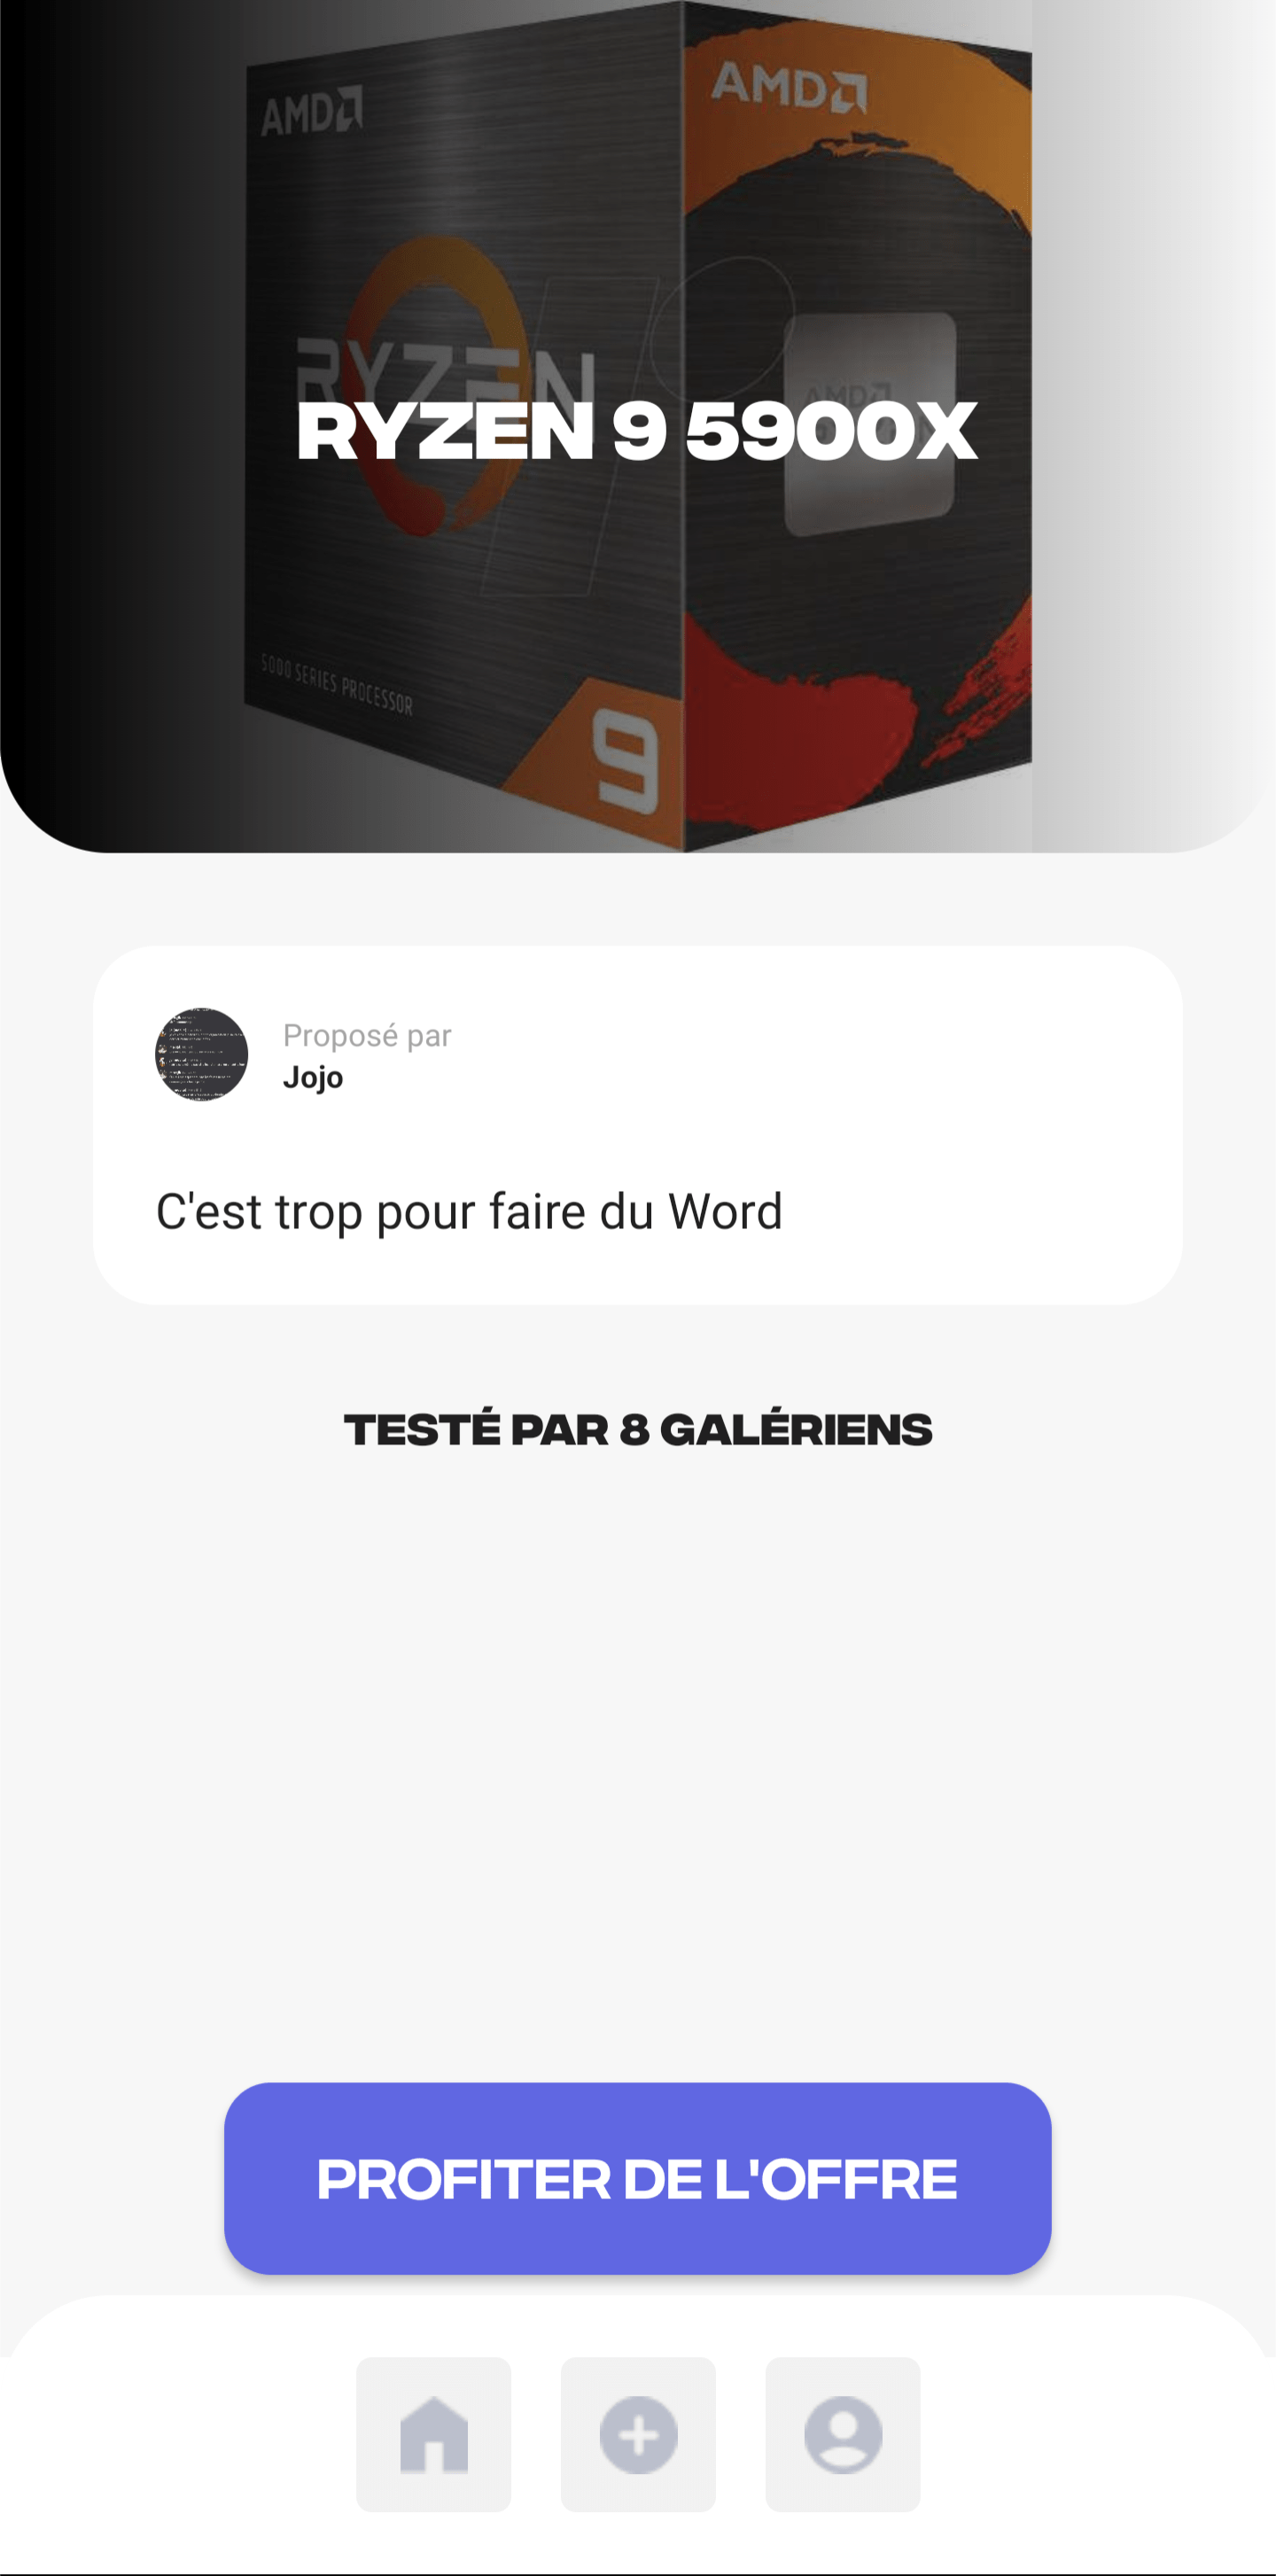 AMD
AMD
RYZEN
AMD
RYZEN 9 5900X
5000 SERIES PROCESSOR
9
Proposé par
Jojo
C'est trop pour faire du Word
TESTÉ PAR 8 GALÉRIENS
PROFITER DE L'OFFRE